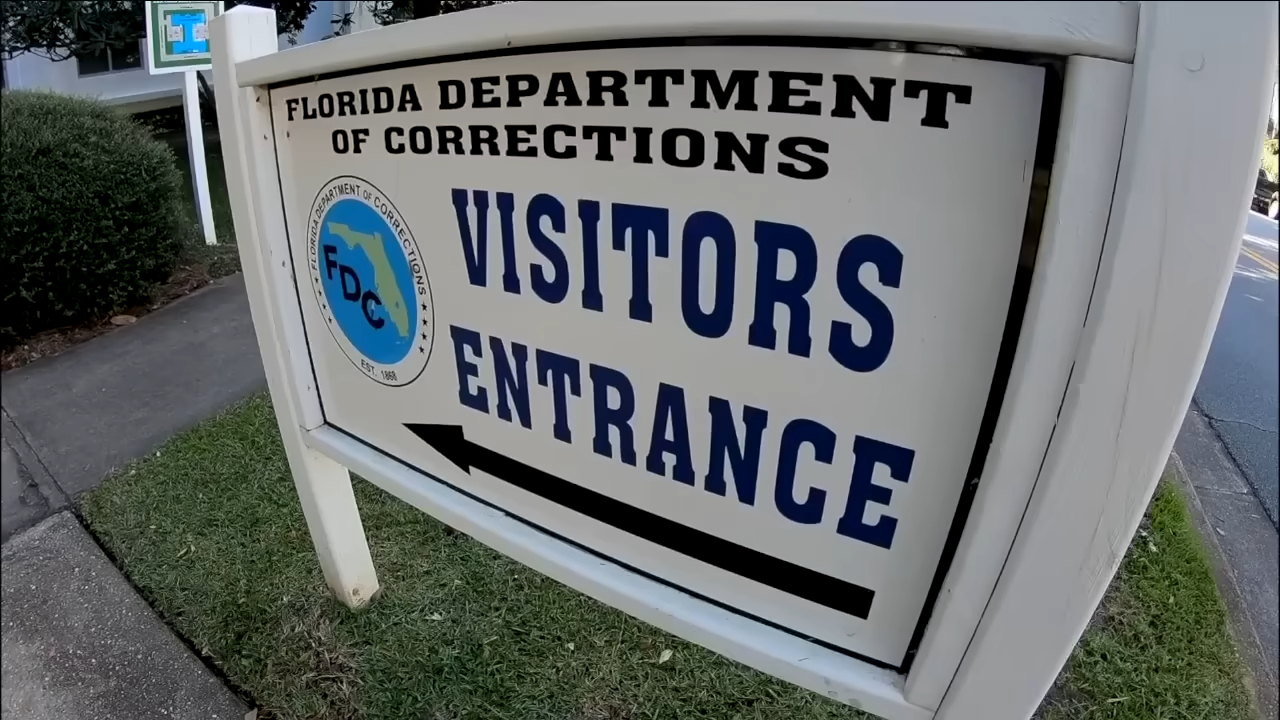 FLORIDA DEPARTMENT
OF CORRECTIONS
FLORIDA DEPARTMENT OF CORRECTIONS
FDC
EST. 1868
VISITORS
ENTRANCE